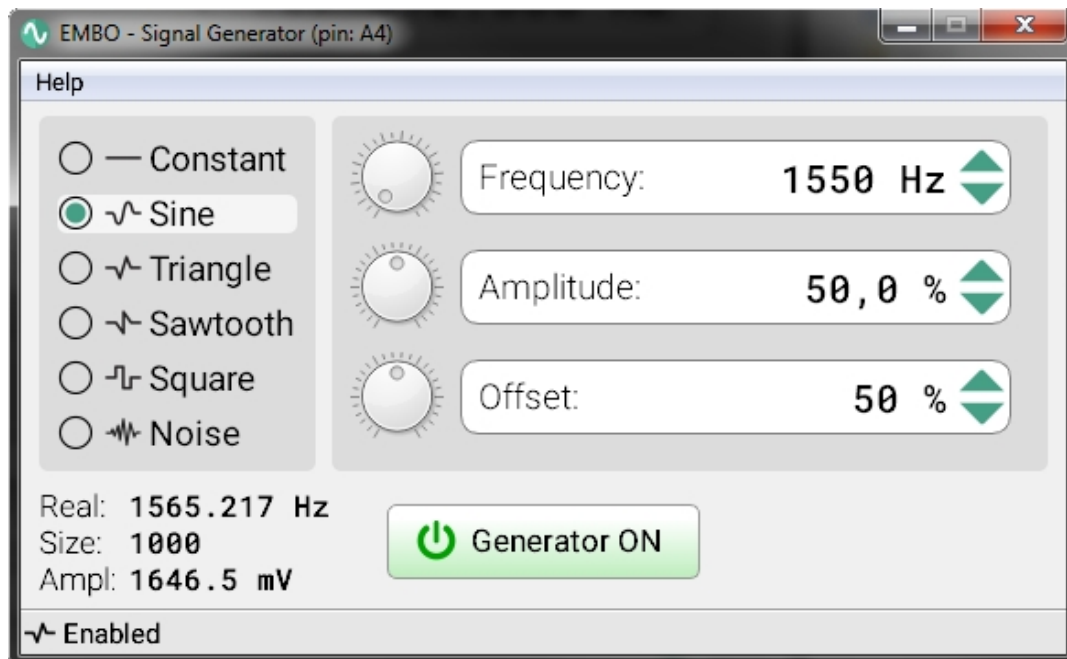 EMBO - Signal Generator (pin: A4)
Help
Constant
Sine
Triangle
Sawtooth
Square
Noise
Frequency: 1550 Hz
Amplitude: 50,0 %
Offset: 50 %
Real: 1565.217 Hz
Size: 1000
Ampl: 1646.5 mV
Generator ON
Enabled